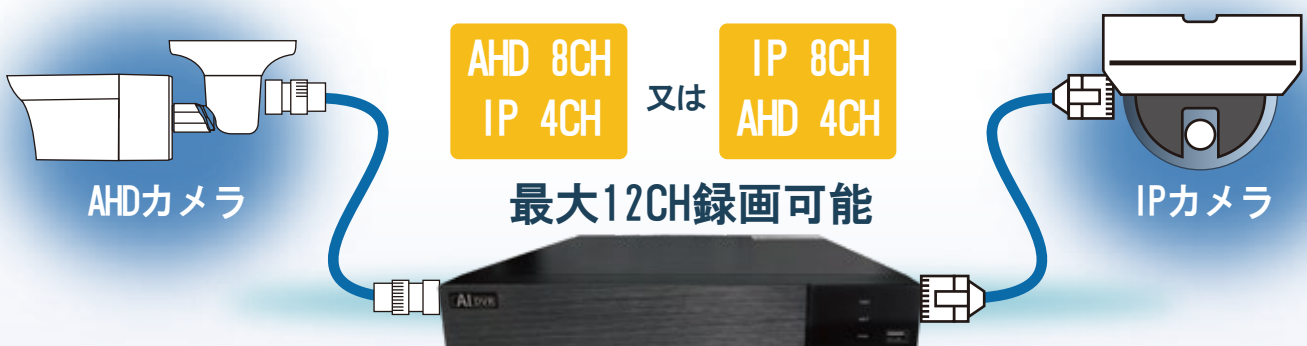 AHD 8CH
IP 4CH
又は
IP 8CH
AHD 4CH
AHDカメラ
最大12CH録画可能
IPカメラ
AI DVR